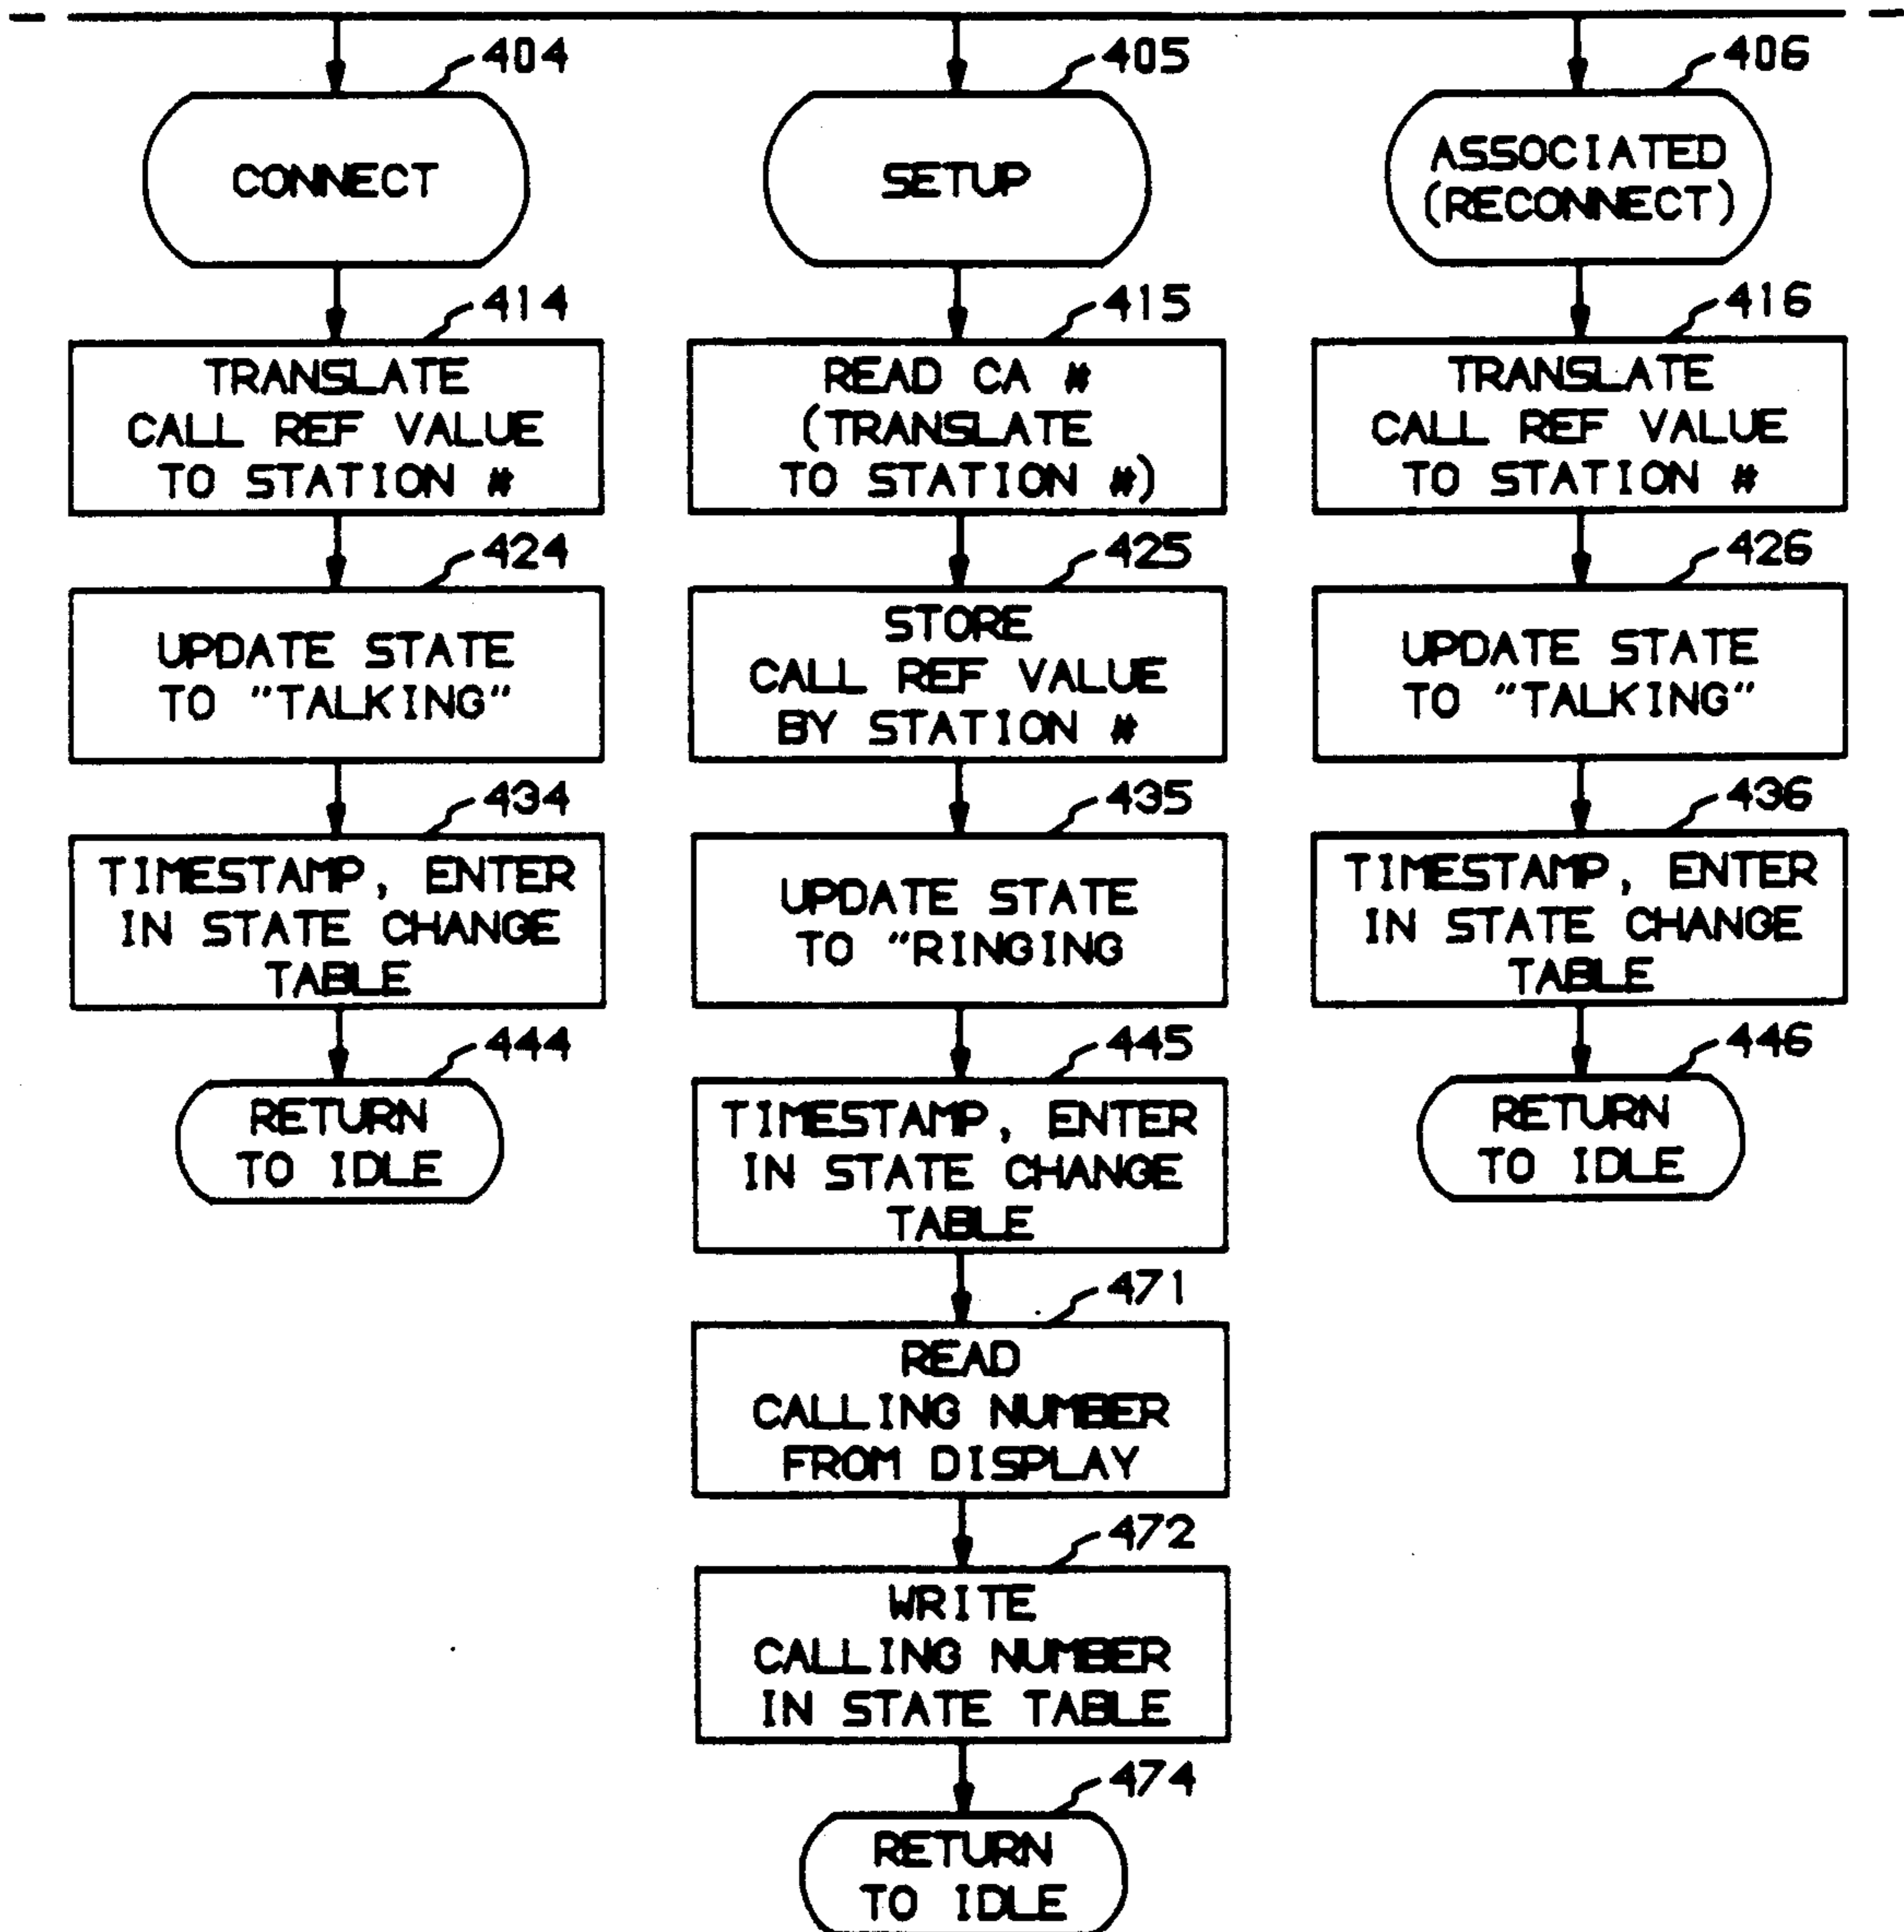 404
CONNECT
414
TRANSLATE
CALL REF VALUE
TO STATION #
424
UPDATE STATE
TO "TALKING"
434
TIMESTAMP, ENTER
IN STATE CHANGE
TABLE
444
RETURN
TO IDLE
405
SETUP
415
READ CA #
(TRANSLATE
TO STATION #)
425
STORE
CALL REF VALUE
BY STATION #
435
UPDATE STATE
TO "RINGING
445
TIMESTAMP, ENTER
IN STATE CHANGE
TABLE
471
READ
CALLING NUMBER
FROM DISPLAY
472
WRITE
CALLING NUMBER
IN STATE TABLE
474
RETURN
TO IDLE
406
ASSOCIATED
(RECONNECT)
416
TRANSLATE
CALL REF VALUE
TO STATION #
426
UPDATE STATE
TO "TALKING"
436
TIMESTAMP, ENTER
IN STATE CHANGE
TABLE
446
RETURN
TO IDLE